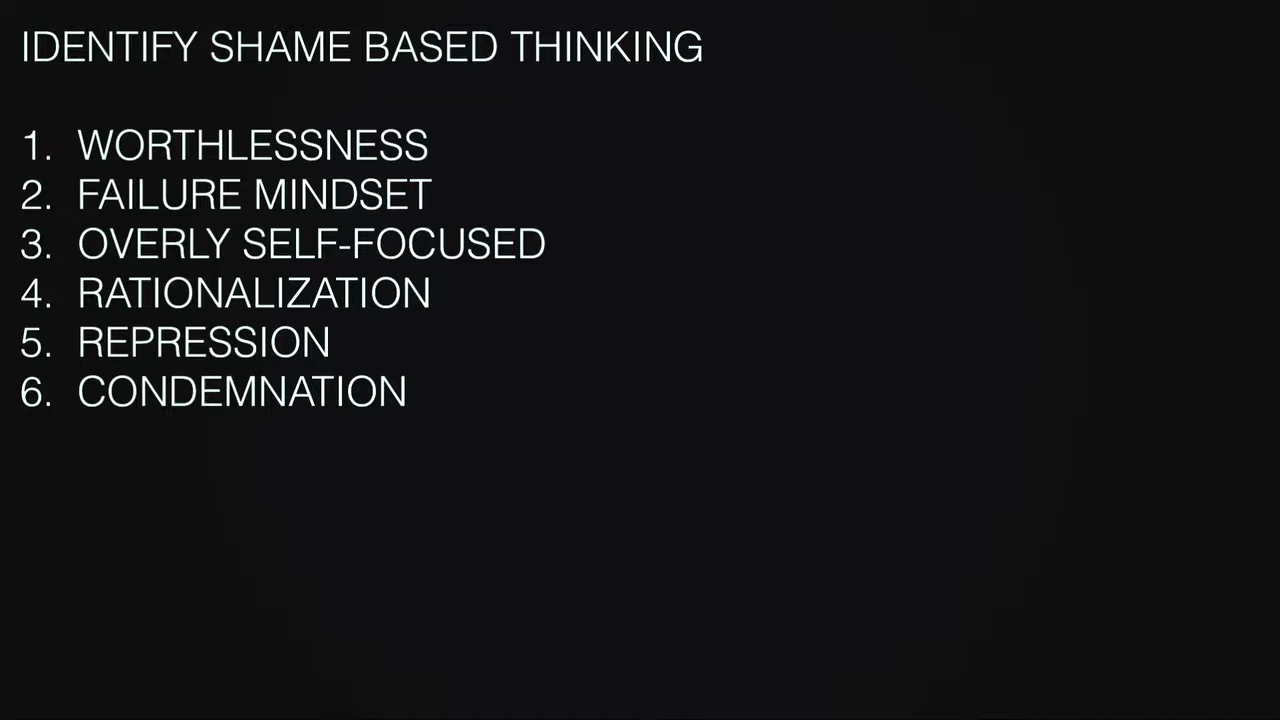 IDENTIFY SHAME BASED THINKING
1. WORTHLESSNESS
2. FAILURE MINDSET
3. OVERLY SELF-FOCUSED
4. RATIONALIZATION
5. REPRESSION
6. CONDEMNATION